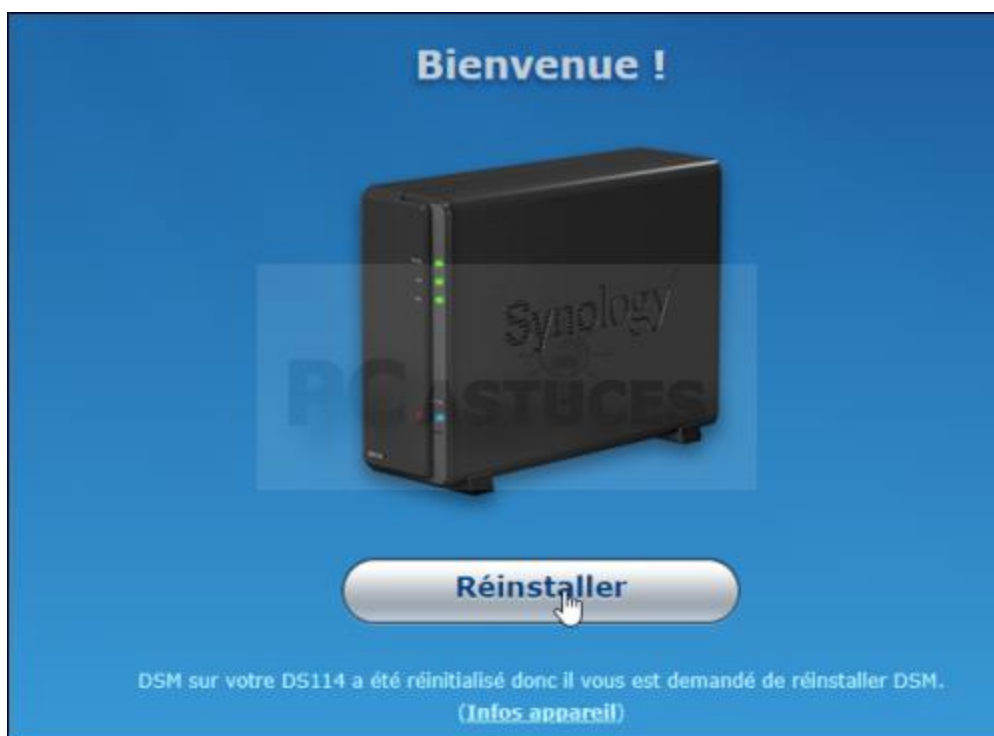 Bienvenue !
Synology
PC ASTUCES
Réinstaller
DSM sur votre DS114 a été réinitialisé donc il vous est demandé de réinstaller DSM.
(Infos appareil)